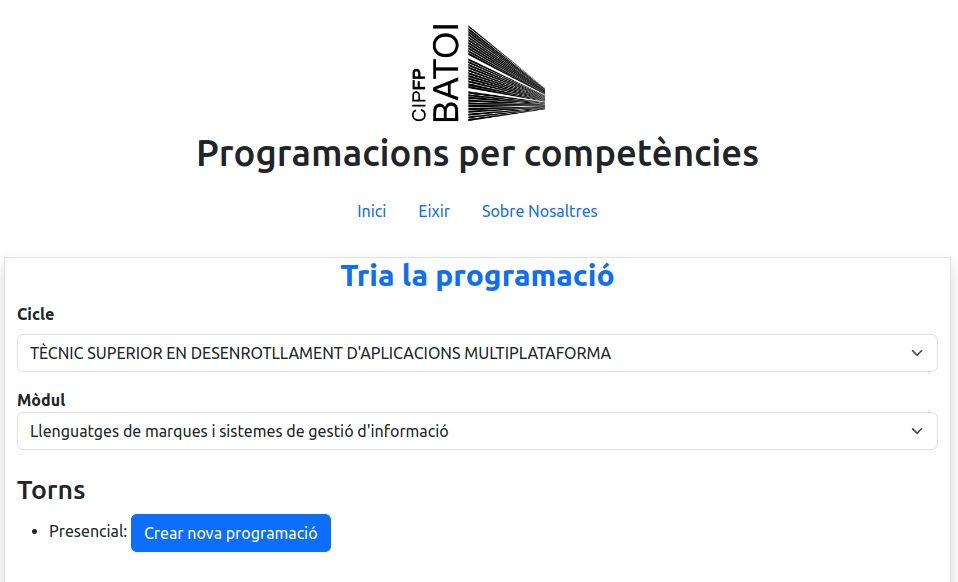 CIPFP
BATOI
Programacions per competències
Inici Eixir Sobre Nosaltres
Tria la programació
Cicle
TÈCNIC SUPERIOR EN DESENROTLLAMENT D'APLICACIONS MULTIPLATAFORMA
Mòdul
Llenguatges de marques i sistemes de gestió d'informació
Torns
• Presencial: Crear nova programació